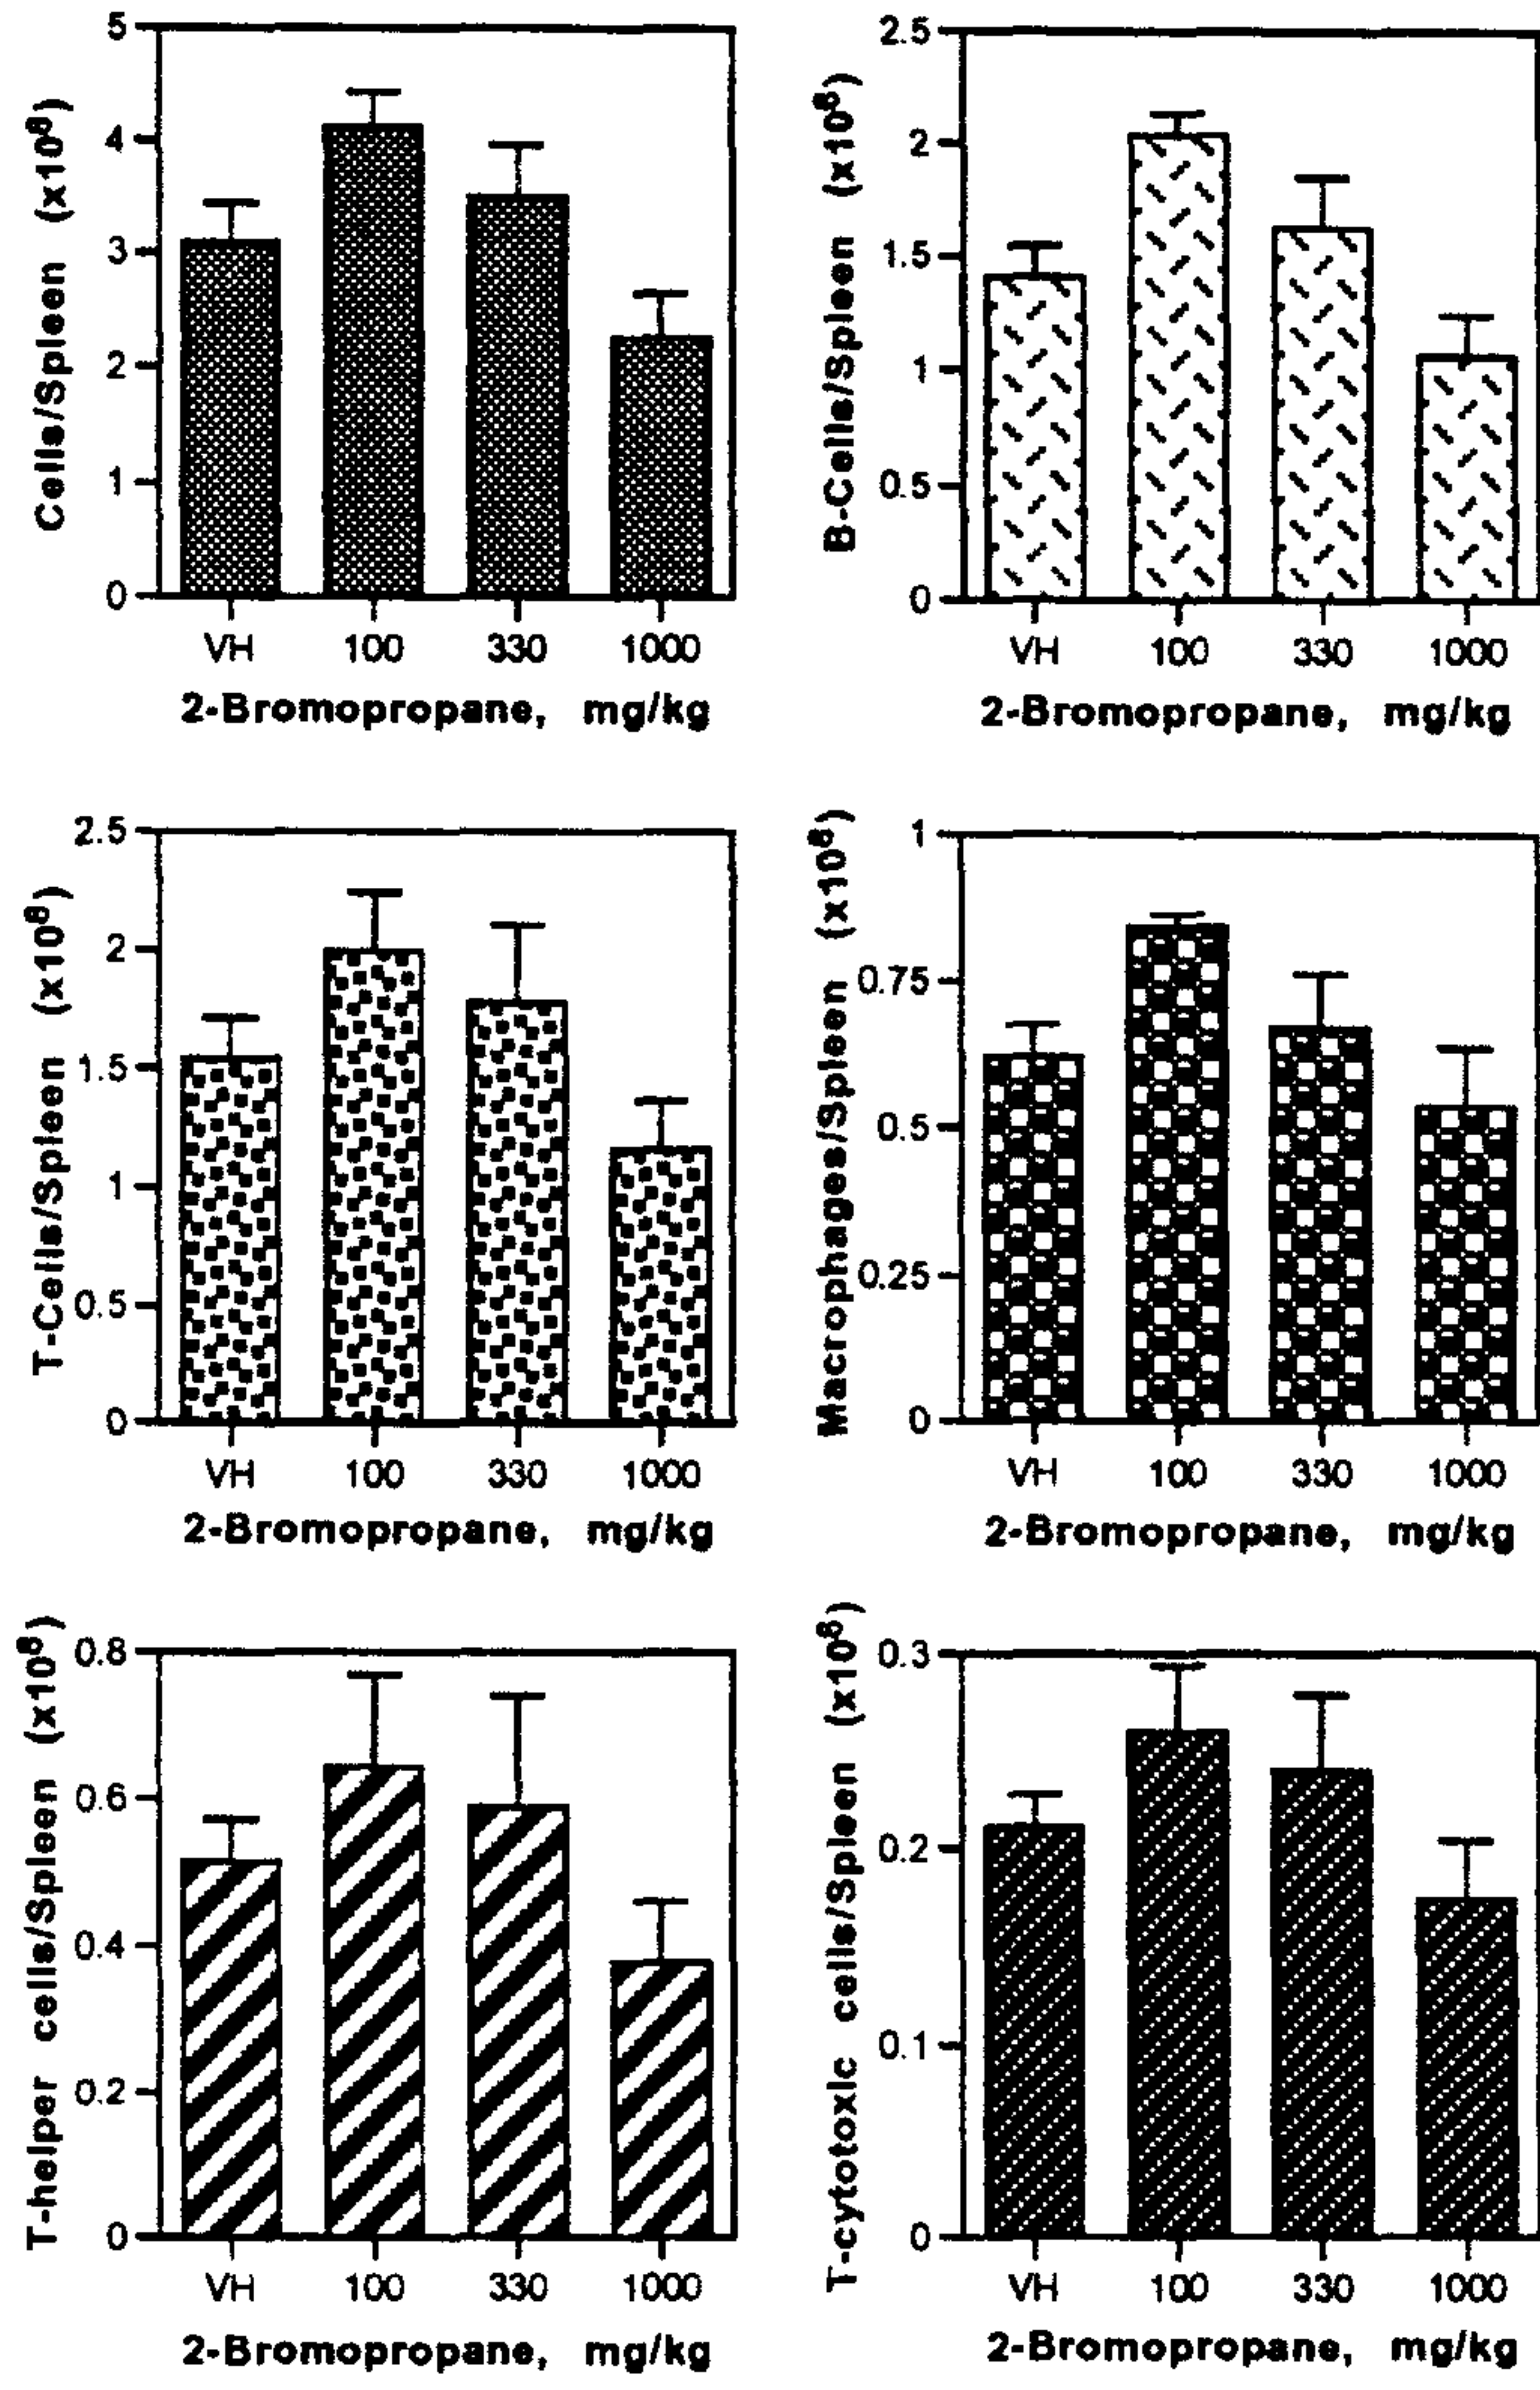 Cells/Spleen (x10⁸)
5
4
3
2
1
0
VH 100 330 1000
2-Bromopropane, mg/kg
B-Cells/Spleen (x10⁸)
2.5
2
1.5
1
0.5
0
VH 100 330 1000
2-Bromopropane, mg/kg
T-Cells/Spleen (x10⁸)
2.5
2
1.5
1
0.5
0
VH 100 330 1000
2-Bromopropane, mg/kg
Macrophages/Spleen (x10⁸)
1
0.75
0.5
0.25
0
VH 100 330 1000
2-Bromopropane, mg/kg
T-helper cells/Spleen (x10⁸)
0.8
0.6
0.4
0.2
0
VH 100 330 1000
2-Bromopropane, mg/kg
T-cytotoxic cells/Spleen (x10⁸)
0.3
0.2
0.1
0
VH 100 330 1000
2-Bromopropane, mg/kg